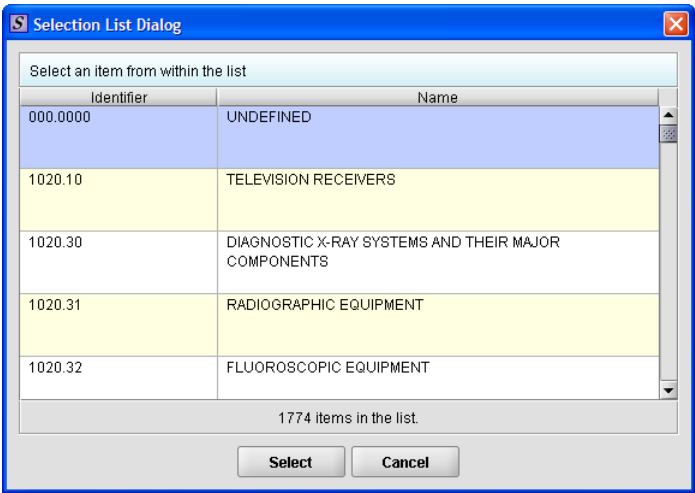 S Selection List Dialog
Select an item from within the list
Identifier Name
000.0000 UNDEFINED
1020.10 TELEVISION RECEIVERS
1020.30 DIAGNOSTIC X-RAY SYSTEMS AND THEIR MAJOR
COMPONENTS
1020.31 RADIOGRAPHIC EQUIPMENT
1020.32 FLUOROSCOPIC EQUIPMENT
1774 items in the list.
Select Cancel